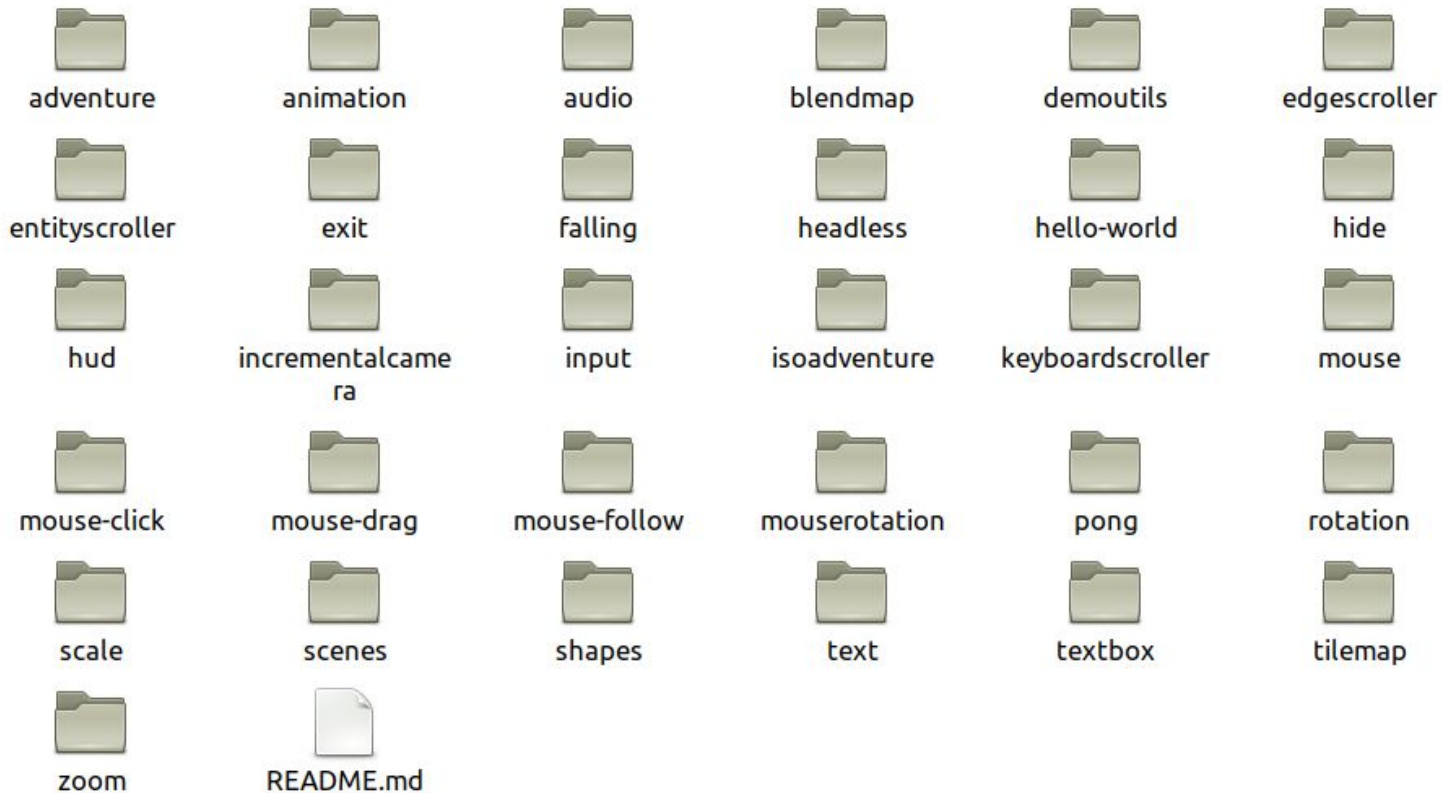 adventure animation audio blendmap demoutils edgescroller
entityscroller exit falling headless hello-world hide
hud incrementalcame input isoadventure keyboardscroller mouse
ra
mouse-click mouse-drag mouse-follow mouserotation pong rotation
scale scenes shapes text textbox tilemap
zoom README.md